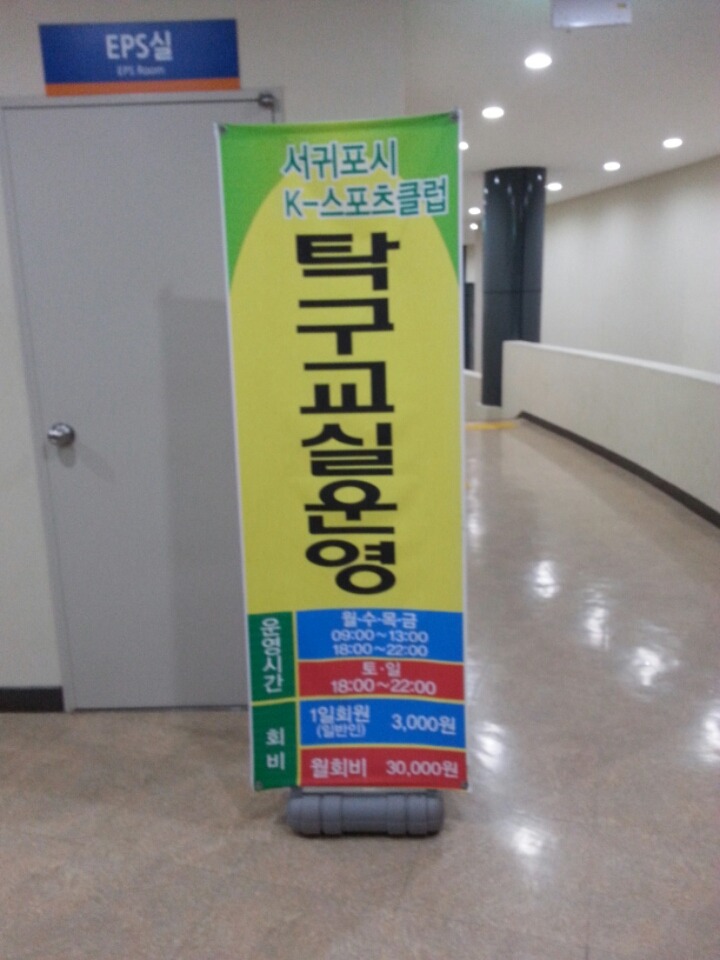 EPS실
EPS Room
서귀포시
K-스포츠클럽
탁구교실운영
운영시간
월·수·목·금
09:00~13:00
18:00~22:00
토·일
18:00~22:00
회비
1일회원 3,000원
(일반인)
월회비 30,000원